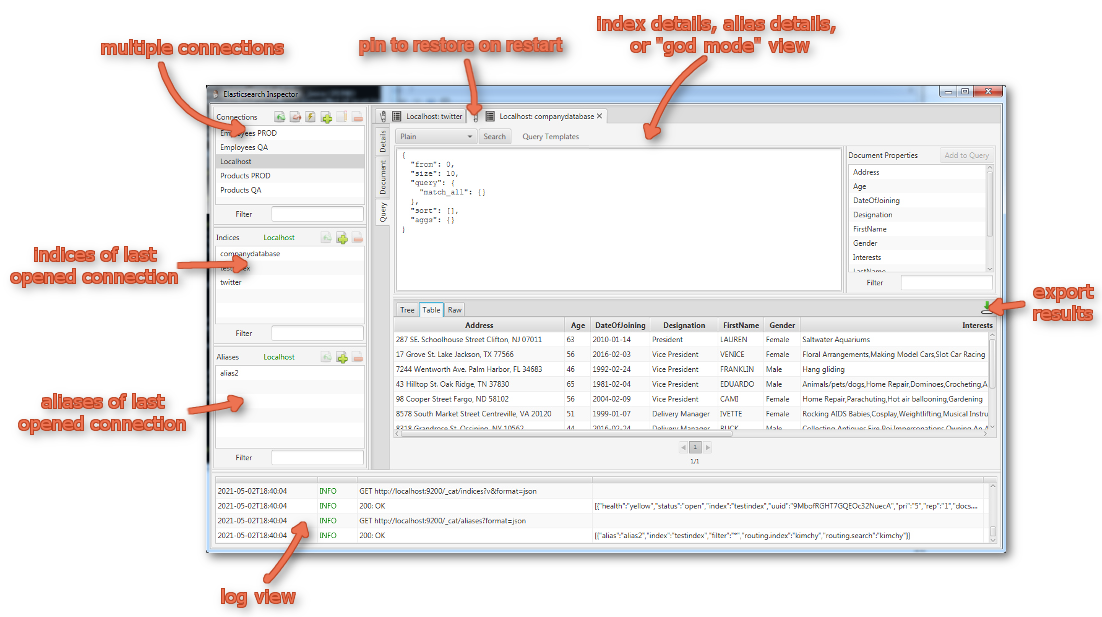 multiple connections
pin to restore on restart
index details, alias details,
or "god mode" view
Elasticsearch Inspector
Connections
Employees PROD
Employees QA
Localhost
Products PROD
Products QA
Filter
Indices Localhost
companydatabase
twitter
Filter
Aliases Localhost
alias2
Filter
indices of last
opened connection
aliases of last
opened connection
Localhost: twitter
Localhost: companydatabase
Details
Document
Query
Plain Search Query Templates
{
"from": 0,
"size": 10,
"query": {
"match_all": {}
},
"sort": [],
"aggs": {}
}
Document Properties Add to Query
Address
Age
DateOfJoining
Designation
FirstName
Gender
Interests
LastName
Filter
export
results
Tree Table Raw
Address Age DateOfJoining Designation FirstName Gender Interests
287 SE. Schoolhouse Street Clifton, NJ 07011 63 2010-01-14 President LAUREN Female Saltwater Aquariums
17 Grove St. Lake Jackson, TX 77566 56 2016-02-03 Vice President VENICE Female Floral Arrangements,Making Model Cars,Slot Car Racing
7244 Wentworth Ave. Palm Harbor, FL 34683 46 1992-02-24 Vice President FRANKLIN Male Hang gliding
43 Hilltop St. Oak Ridge, TN 37830 65 1981-02-04 Vice President EDUARDO Male Animals/pets/dogs,Home Repair,Dominoes,Crocheting,A
98 Cooper Street Fargo, ND 58102 56 2004-02-09 Vice President CAMI Female Home Repair,Parachuting,Hot air ballooning,Gardening
8578 South Market Street Centreville, VA 20120 51 1999-01-07 Delivery Manager IVETTE Female Rocking AIDS Babies,Cosplay,Weightlifting,Musical Instru
8318 Grandrose St. Ossining, NY 10562 44 2016-02-24 Delivery Manager BUCK Male Collecting Antiques,Fire Poi,Impersonations,Owning An A
1
1/1
2021-05-02T18:40:04 INFO GET http://localhost:9200/_cat/indices?v&format=json
2021-05-02T18:40:04 INFO 200: OK [{"health":"yellow","status":"open","index":"testindex","uuid":"9MbofRGHT7GQEOc32NuecA","pri":"5","rep":"1","docs...
2021-05-02T18:40:04 INFO GET http://localhost:9200/_cat/aliases?format=json
2021-05-02T18:40:04 INFO 200: OK [{"alias":"alias2","index":"testindex","filter":"*","routing.index":"kimchy","routing.search":"kimchy"}]
log view